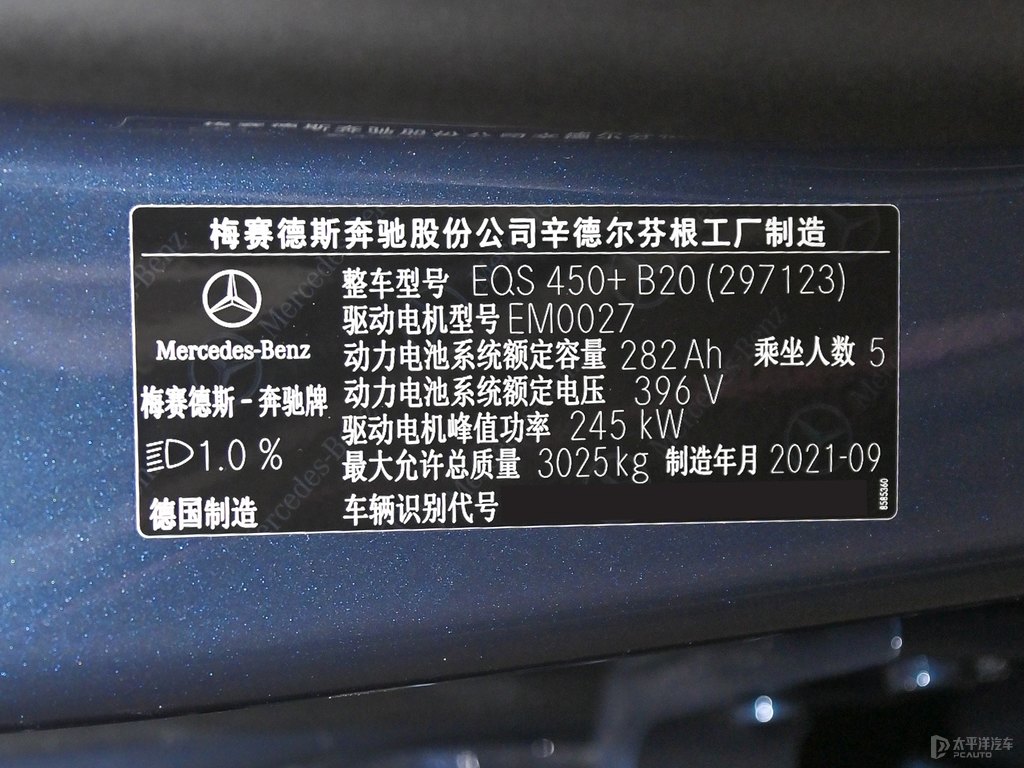 梅赛德斯奔驰股份公司辛德尔芬根工厂制造
Mercedes-Benz
梅赛德斯-奔驰牌
1.0 %
德国制造
整车型号 EQS 450+ B20 (297123)
驱动电机型号 EM0027
动力电池系统额定容量 282 Ah 乘坐人数 5
动力电池系统额定电压 396 V
驱动电机峰值功率 245 kW
最大允许总质量 3025 kg 制造年月 2021-09
车辆识别代号
8585360
太平洋汽车
PCAUTO